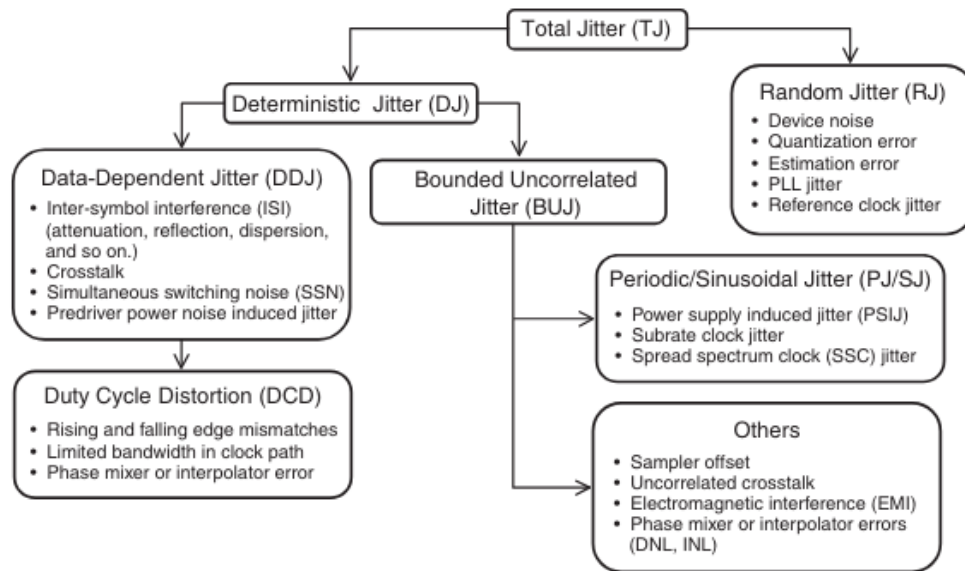 Total Jitter (TJ)
Deterministic Jitter (DJ)
Random Jitter (RJ)
• Device noise
• Quantization error
• Estimation error
• PLL jitter
• Reference clock jitter
Data-Dependent Jitter (DDJ)
• Inter-symbol interference (ISI)
(attenuation, reflection, dispersion,
and so on.)
• Crosstalk
• Simultaneous switching noise (SSN)
• Predriver power noise induced jitter
Bounded Uncorrelated
Jitter (BUJ)
Periodic/Sinusoidal Jitter (PJ/SJ)
• Power supply induced jitter (PSIJ)
• Subrate clock jitter
• Spread spectrum clock (SSC) jitter
Duty Cycle Distortion (DCD)
• Rising and falling edge mismatches
• Limited bandwidth in clock path
• Phase mixer or interpolator error
Others
• Sampler offset
• Uncorrelated crosstalk
• Electromagnetic interference (EMI)
• Phase mixer or interpolator errors
(DNL, INL)